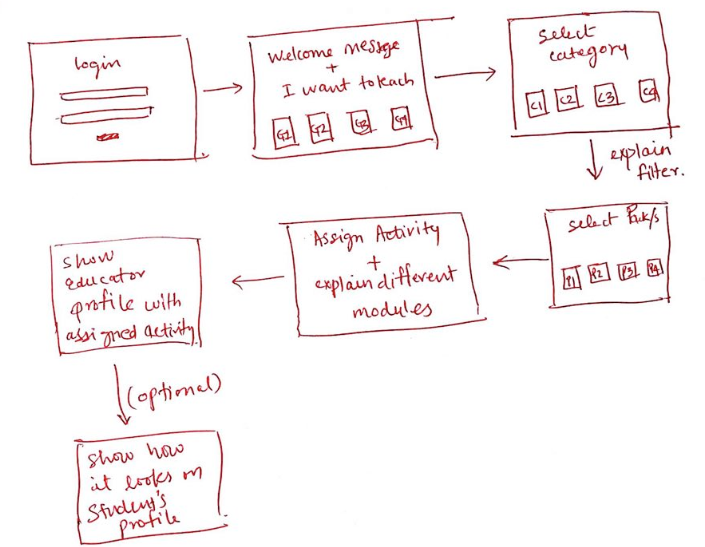 login
Welcome message
+
I want to teach
G1 G2 G3 G4
select
category
C1 C2 C3 C4
explain
filter.
select Pack/s
P1 P2 P3 P4
Assign Activity
+
explain different
modules
show
educator
profile with
assigned activity
(optional)
show how
it looks on
Student's
profile